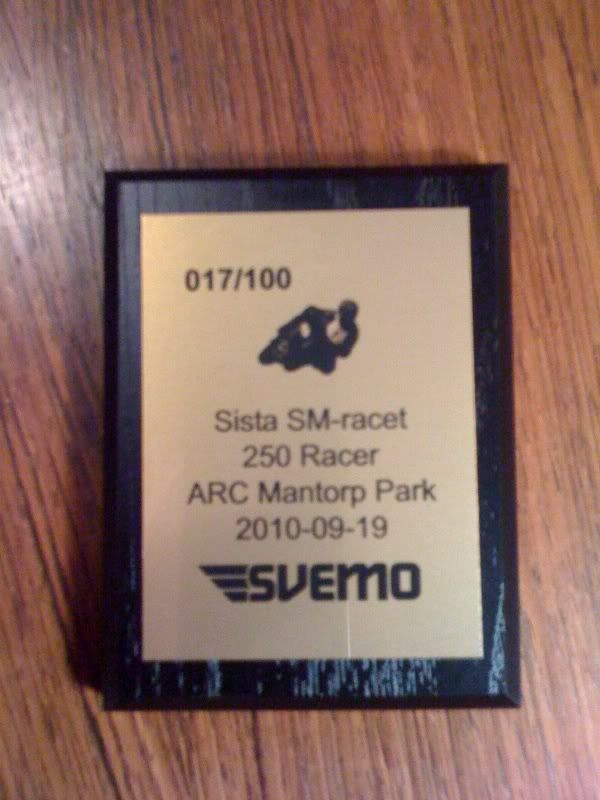 017/100
Sista SM-racet
250 Racer
ARC Mantorp Park
2010-09-19
SVEMO